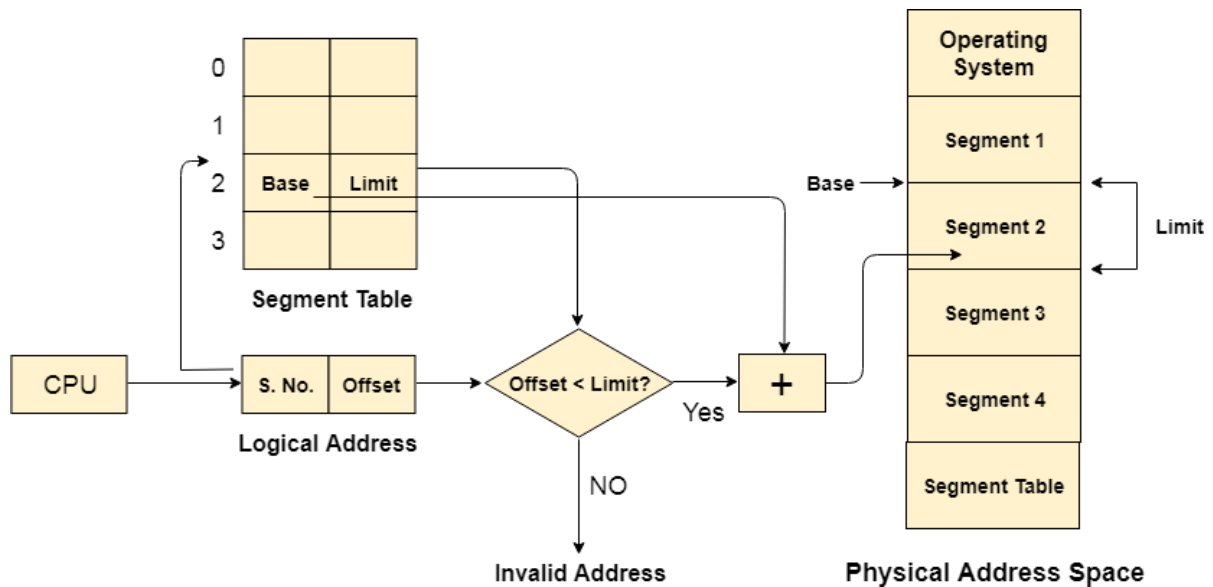 Operating
System
0
1
Segment 1
2
Base
Limit
Base
3
Segment 2
Limit
Segment Table
Segment 3
CPU
S. No.
Offset
Offset < Limit?
+
Yes
Segment 4
Logical Address
NO
Segment Table
Invalid Address
Physical Address Space